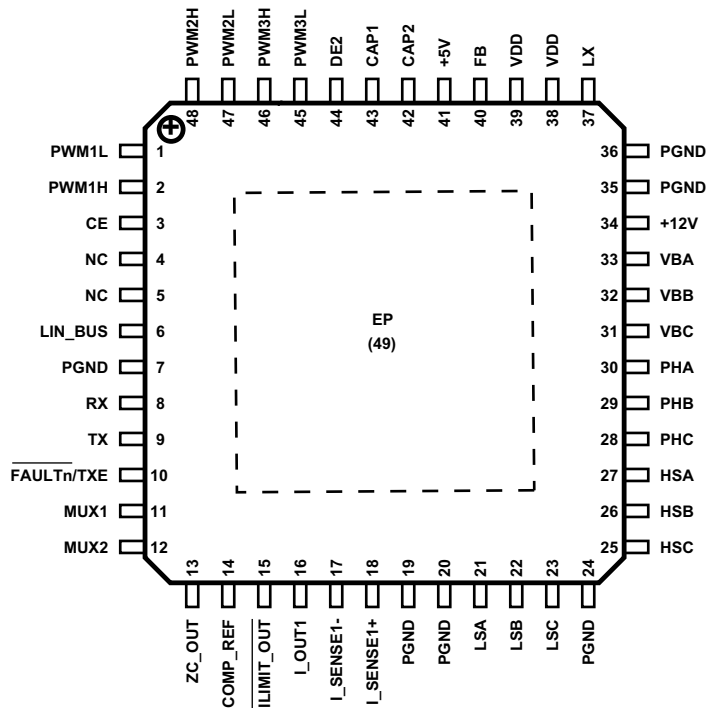 PWM2H
PWM2L
PWM3H
PWM3L
DE2
CAP1
CAP2
+5V
FB
VDD
VDD
LX
48
47
46
45
44
43
42
41
40
39
38
37
PWM1L 1
PWM1H 2
CE 3
NC 4
NC 5
LIN_BUS 6
PGND 7
RX 8
TX 9
FAULTn/TXE 10
MUX1 11
MUX2 12
EP
(49)
36 PGND
35 PGND
34 +12V
33 VBA
32 VBB
31 VBC
30 PHA
29 PHB
28 PHC
27 HSA
26 HSB
25 HSC
13
14
15
16
17
18
19
20
21
22
23
24
ZC_OUT
COMP_REF
ILIMIT_OUT
I_OUT1
I_SENSE1-
I_SENSE1+
PGND
PGND
LSA
LSB
LSC
PGND